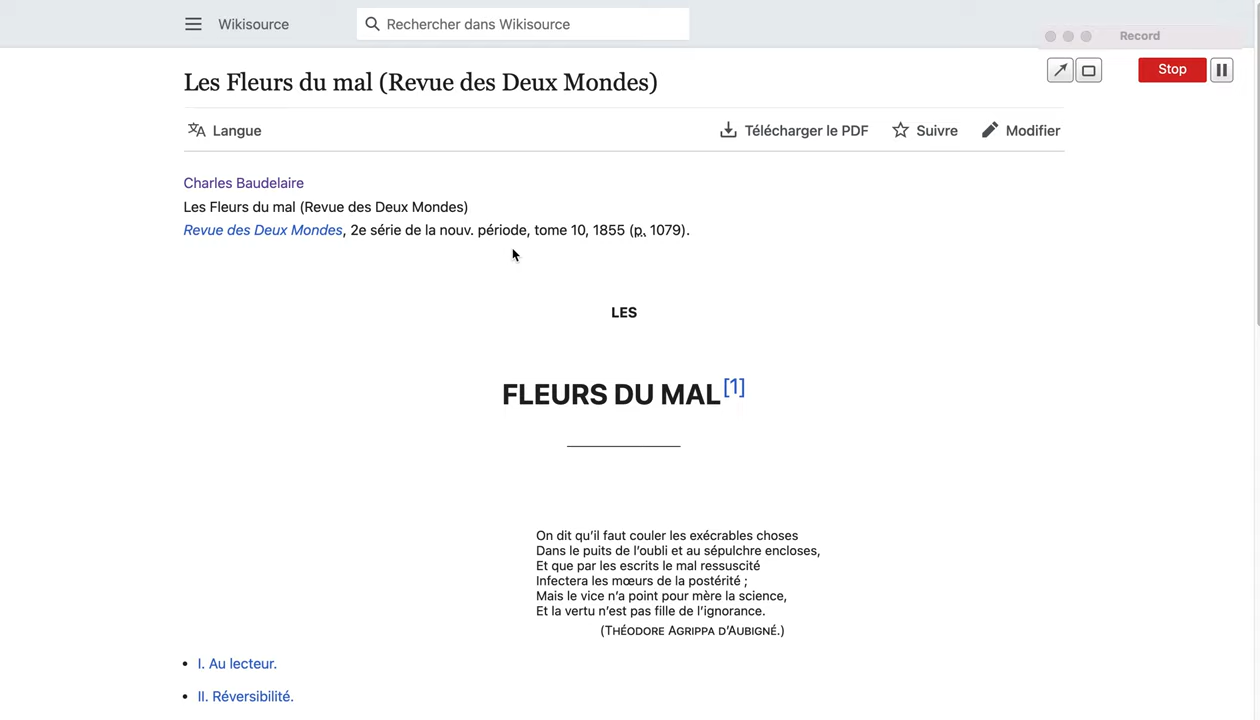 Wikisource
Rechercher dans Wikisource
Record
Stop
Les Fleurs du mal (Revue des Deux Mondes)
Langue
Télécharger le PDF
Suivre
Modifier
Charles Baudelaire
Les Fleurs du mal (Revue des Deux Mondes)
Revue des Deux Mondes, 2e série de la nouv. période, tome 10, 1855 (p. 1079).
LES
FLEURS DU MAL[1]
On dit qu’il faut couler les exécrables choses
Dans le puits de l’oubli et au sépulchre encloses,
Et que par les escrits le mal ressuscité
Infectera les mœurs de la postérité ;
Mais le vice n’a point pour mère la science,
Et la vertu n’est pas fille de l’ignorance.
(Théodore Agrippa d’Aubigné.)
• I. Au lecteur.
• II. Réversibilité.